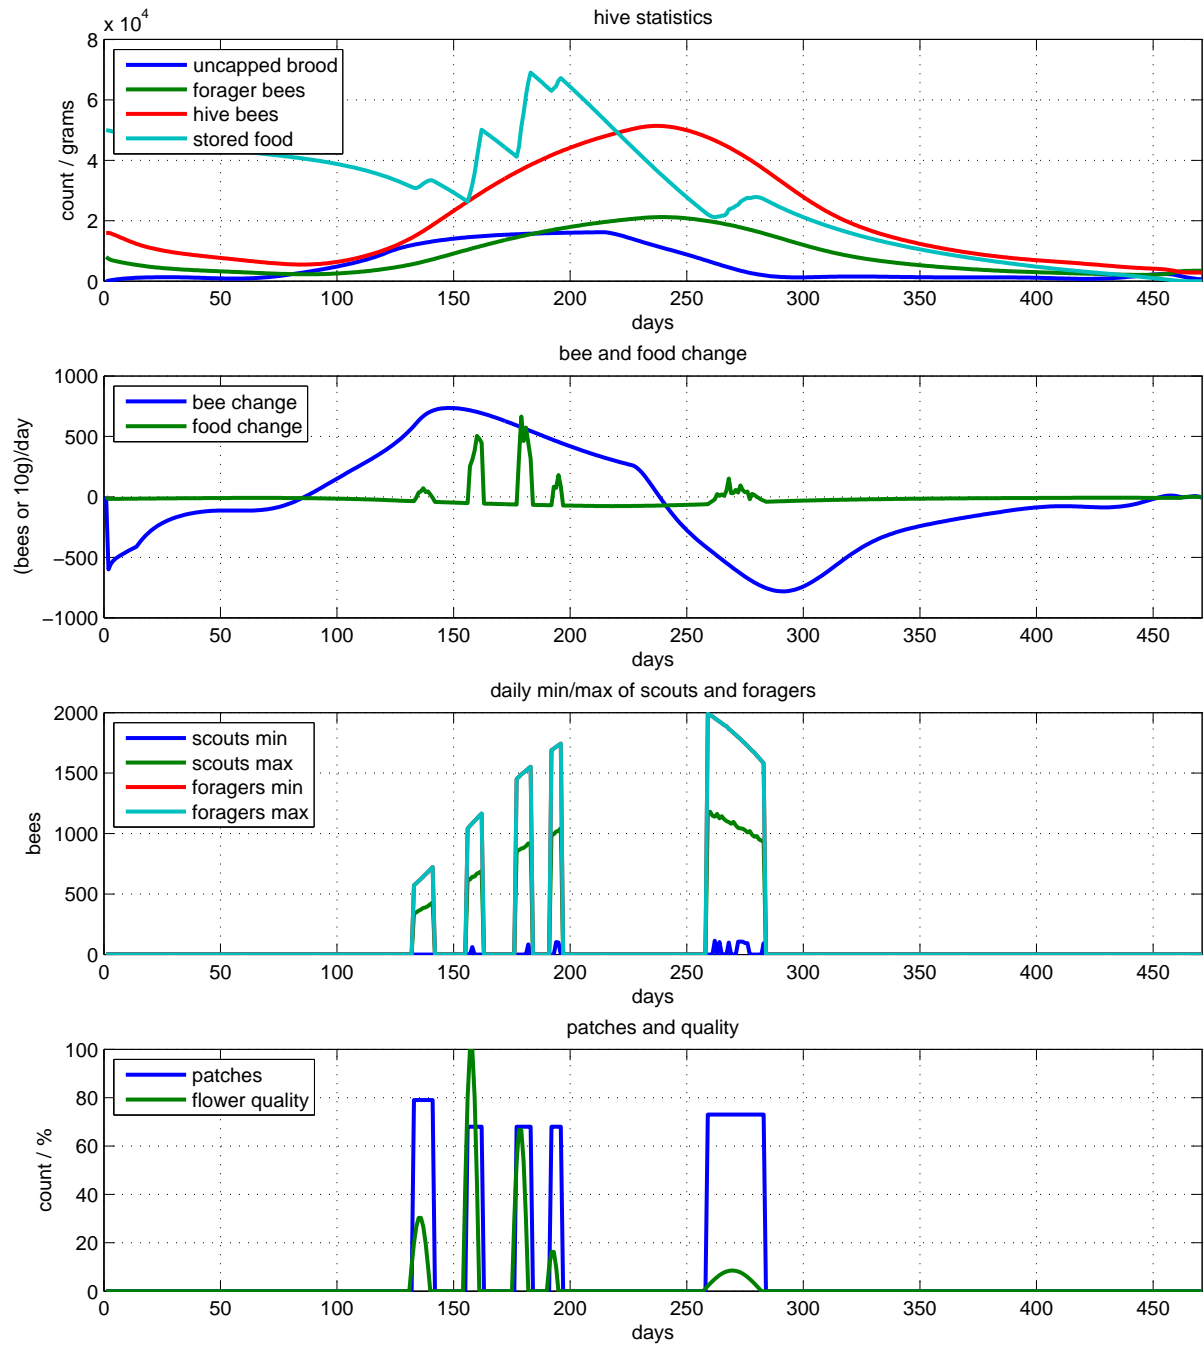 hive statistics
x 10^4
8
6
4
2
0
count / grams
uncapped brood
forager bees
hive bees
stored food
0 50 100 150 200 250 300 350 400 450
days
bee and food change
1000
500
0
−500
−1000
(bees or 10g)/day
bee change
food change
0 50 100 150 200 250 300 350 400 450
days
daily min/max of scouts and foragers
2000
1500
1000
500
0
bees
scouts min
scouts max
foragers min
foragers max
0 50 100 150 200 250 300 350 400 450
days
patches and quality
100
80
60
40
20
0
count / %
patches
flower quality
0 50 100 150 200 250 300 350 400 450
days